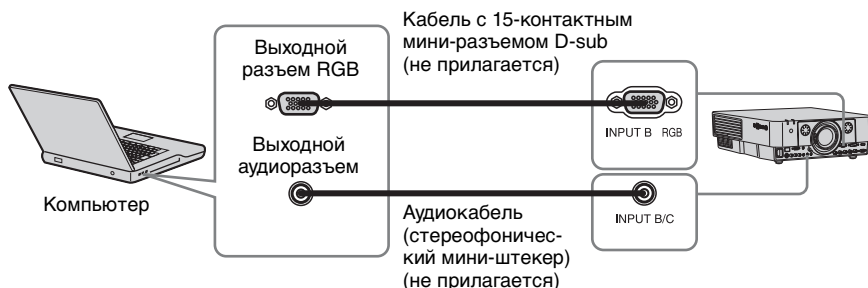 Кабель с 15-контактным
мини-разъемом D-sub
(не прилагается)
Выходной
разъем RGB
INPUT B RGB
Выходной
аудиоразъем
Компьютер
INPUT B/C
Аудиокабель
(стереофоничес-
кий мини-штекер)
(не прилагается)